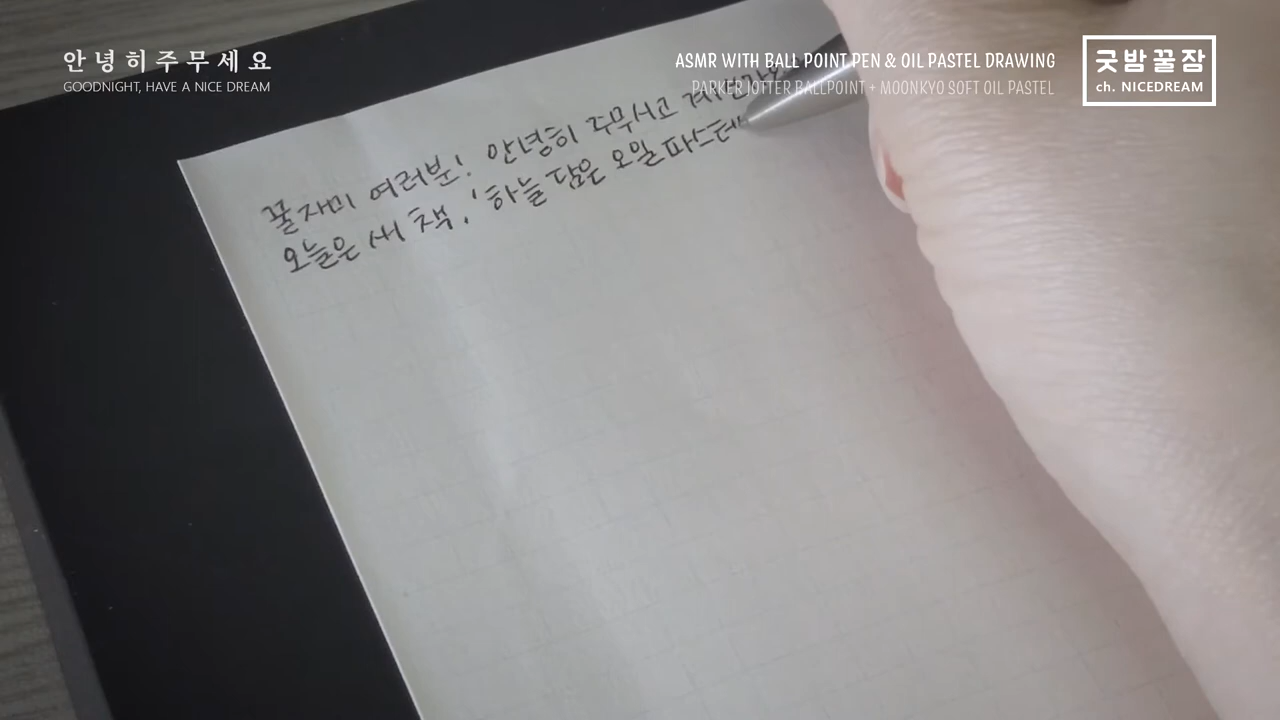 안녕히주무세요
GOODNIGHT, HAVE A NICE DREAM
ASMR WITH BALL POINT PEN & OIL PASTEL DRAWING
PARKER JOTTER BALLPOINT + MOONKYO SOFT OIL PASTEL
굿밤꿀잠
ch. NICEDREAM
꿀자미 여러분! 안녕히 주무시고
오늘은 새 책, '하늘 담은 오일파스텔